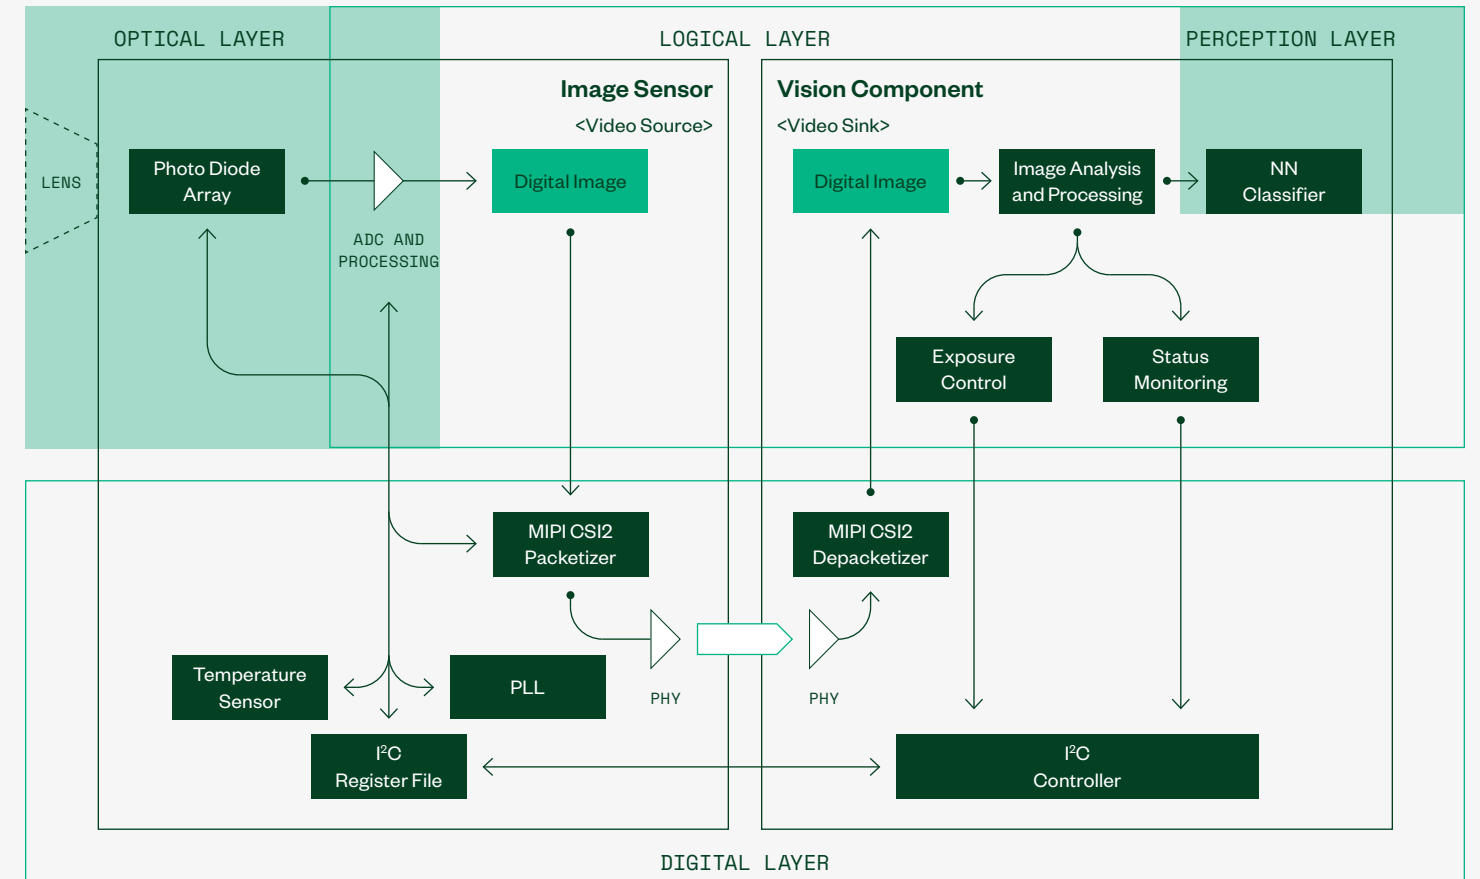 OPTICAL LAYER
LOGICAL LAYER
PERCEPTION LAYER
Image Sensor
<Video Source>
Vision Component
<Video Sink>
LENS
Photo Diode
Array
ADC AND
PROCESSING
Digital Image
Digital Image
Image Analysis
and Processing
NN
Classifier
Exposure
Control
Status
Monitoring
MIPI CSI2
Packetizer
MIPI CSI2
Depacketizer
Temperature
Sensor
PLL
PHY
PHY
I²C
Register File
I²C
Controller
DIGITAL LAYER